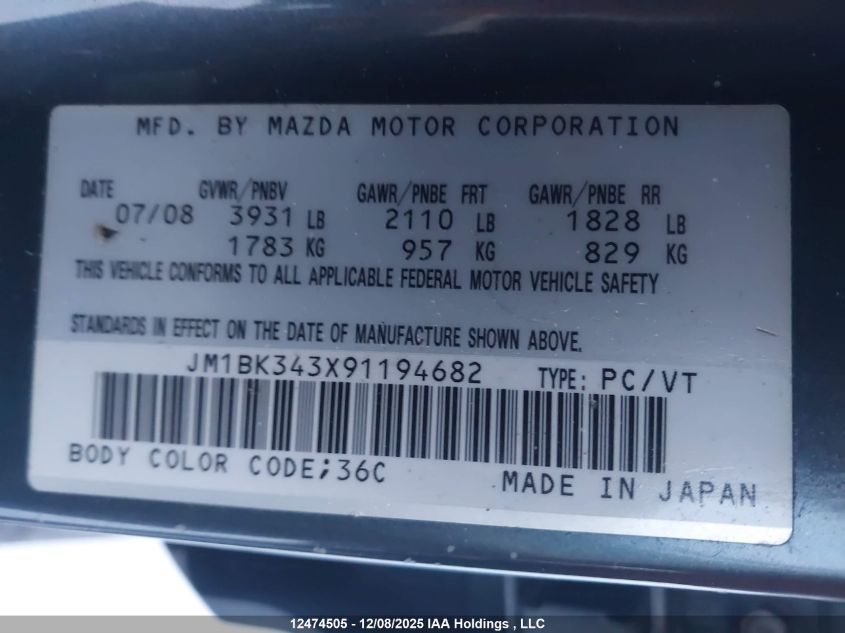 MFD. BY MAZDA MOTOR CORPORATION
DATE GVWR/PNBV GAWR/PNBE FRT GAWR/PNBE RR
07/08 3931 LB 2110 LB 1828 LB
1783 KG 957 KG 829 KG
THIS VEHICLE CONFORMS TO ALL APPLICABLE FEDERAL MOTOR VEHICLE SAFETY
STANDARDS IN EFFECT ON THE DATE OF MANUFACTURE SHOWN ABOVE.
JM1BK343X91194682 TYPE: PC/VT
BODY COLOR CODE;36C MADE IN JAPAN
12474505 - 12/08/2025 IAA Holdings , LLC